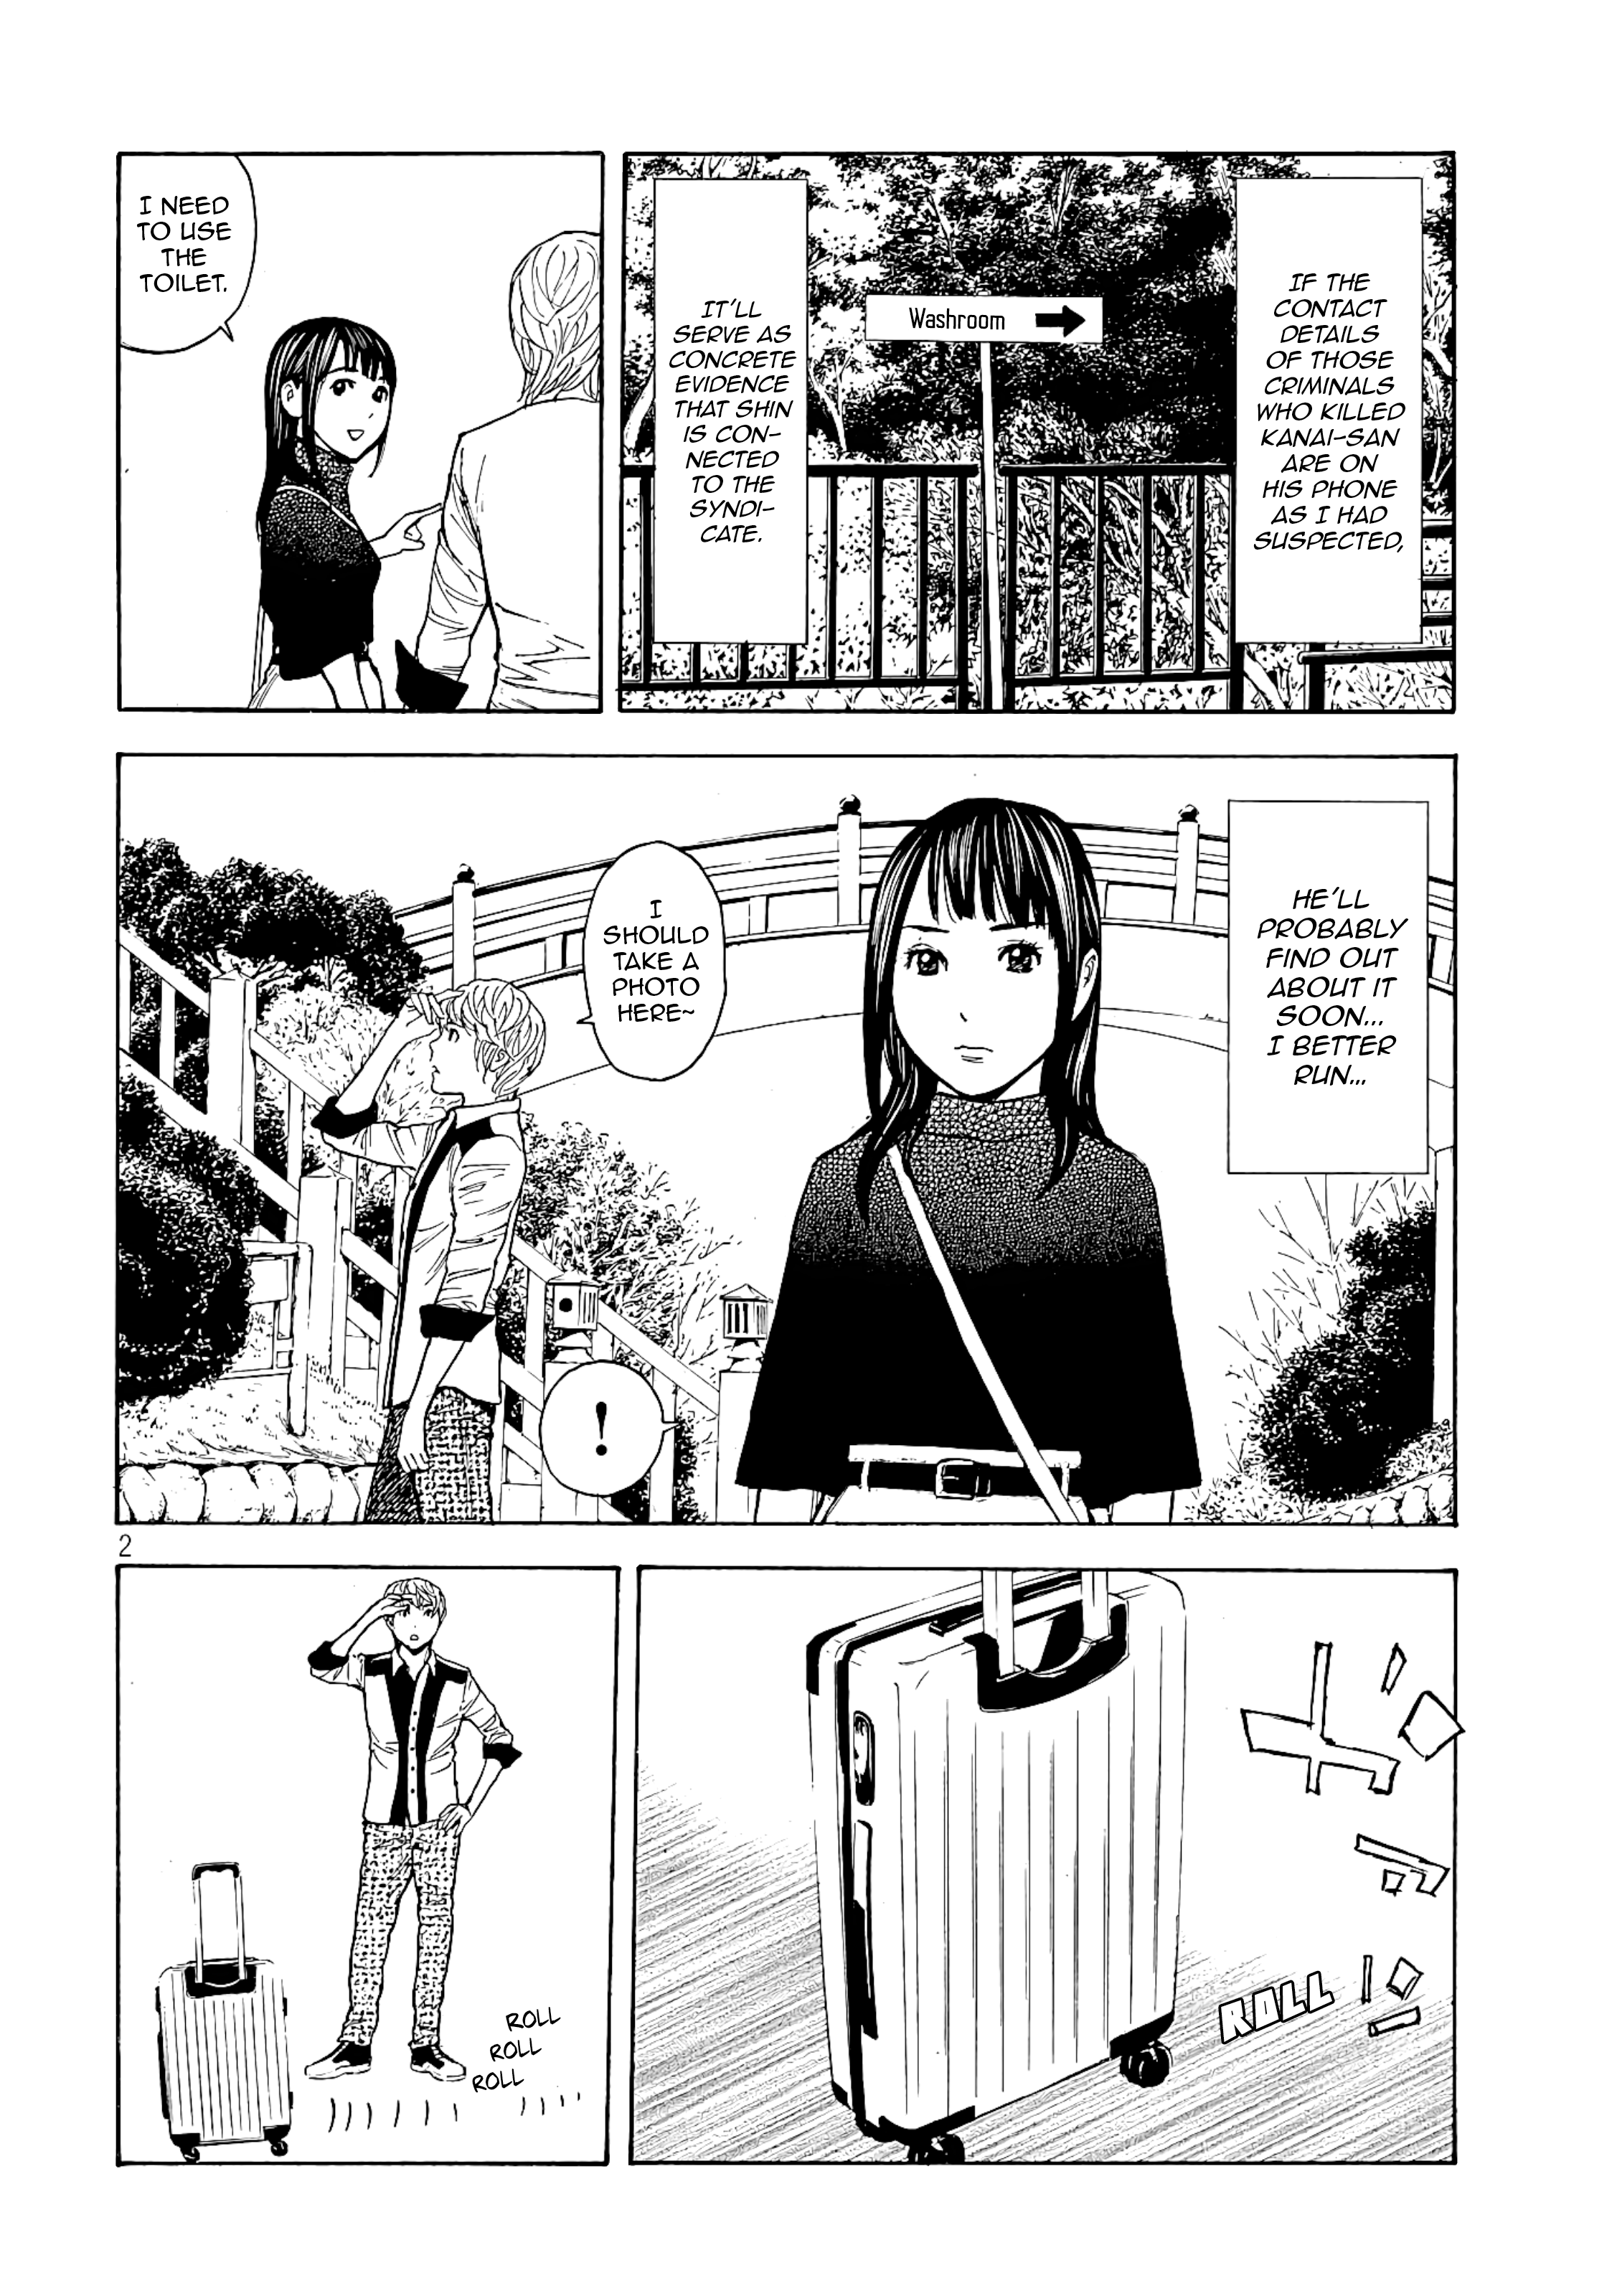 IF THE
CONTACT
DETAILS
OF THOSE
CRIMINALS
WHO KILLED
KANAI-SAN
ARE ON
HIS PHONE
AS I HAD
SUSPECTED,
Washroom
IT'LL
SERVE AS
CONCRETE
EVIDENCE
THAT SHIN
IS CON-
NECTED
TO THE
SYNDI-
CATE.
I NEED
TO USE
THE
TOILET.
HE'LL
PROBABLY
FIND OUT
ABOUT IT
SOON...
I BETTER
RUN...
I
SHOULD
TAKE A
PHOTO
HERE~
!
2
ROLL
ROLL
ROLL
ROLL